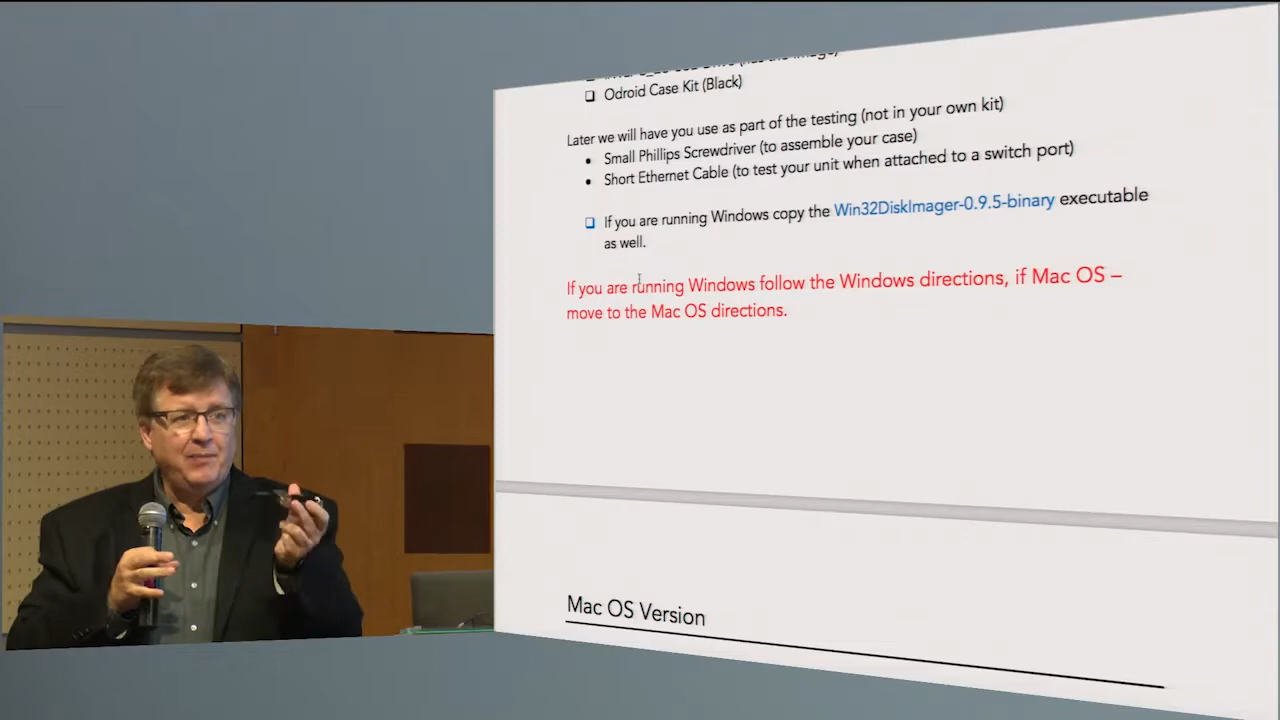 ❑ Odroid Case Kit (Black)
Later we will have you use as part of the testing (not in your own kit)
• Small Phillips Screwdriver (to assemble your case)
• Short Ethernet Cable (to test your unit when attached to a switch port)
❑ If you are running Windows copy the Win32DiskImager-0.9.5-binary executable
as well.
If you are running Windows follow the Windows directions, if Mac OS –
move to the Mac OS directions.
Mac OS Version